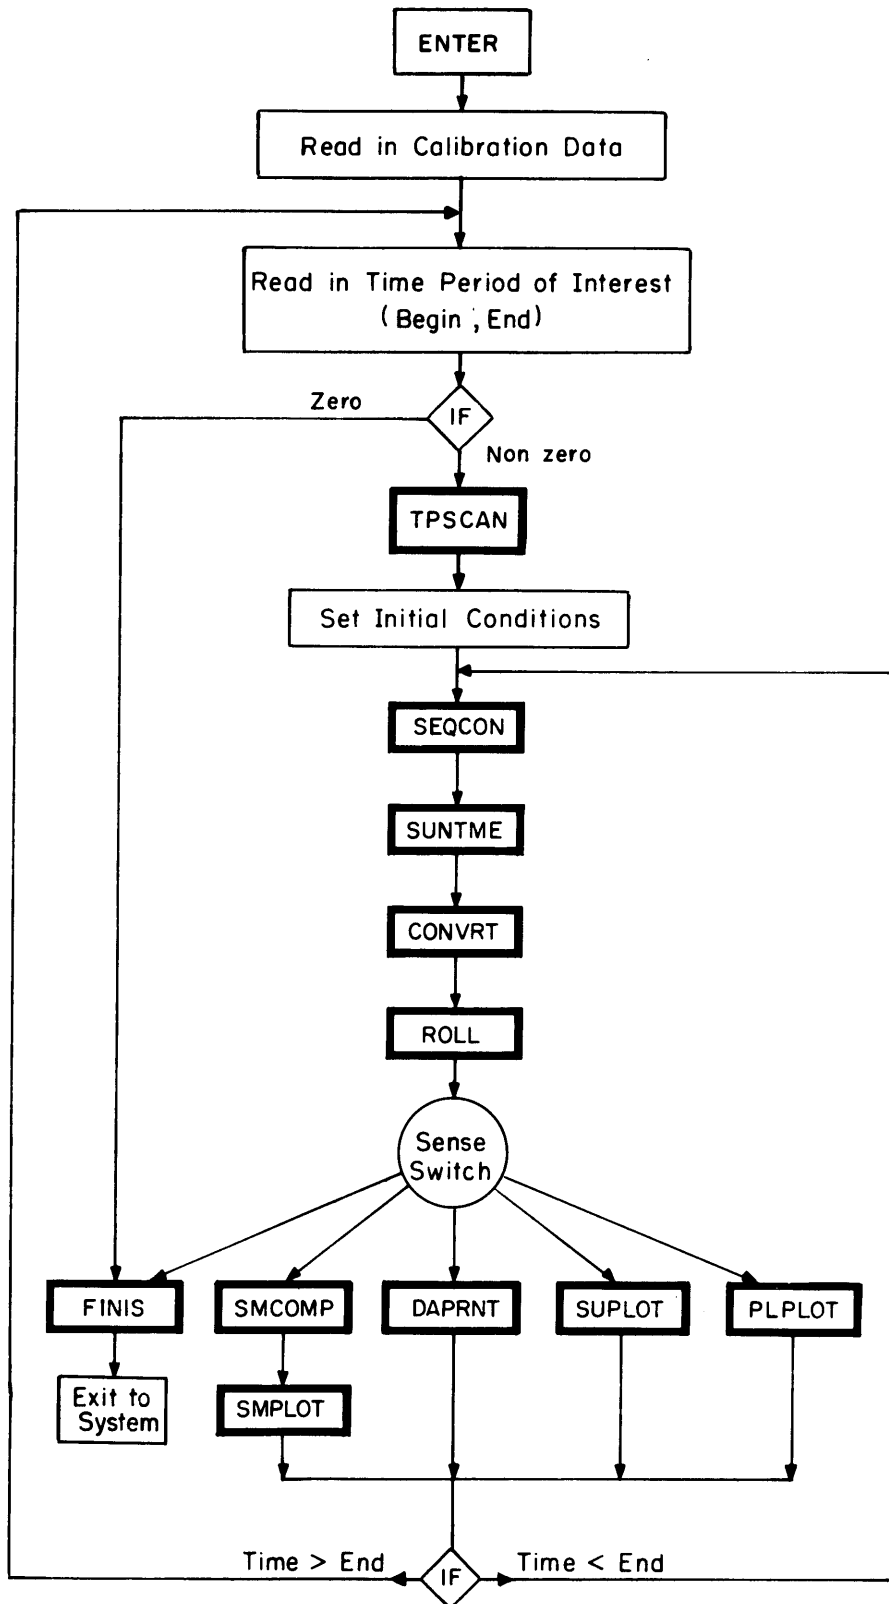 ENTER
Read in Calibration Data
Read in Time Period of Interest
(Begin, End)
Zero
IF
Non zero
TPSCAN
Set Initial Conditions
SEQCON
SUNTME
CONVRT
ROLL
Sense
Switch
FINIS
SMCOMP
DAPRNT
SUPLOT
PLPLOT
Exit to
System
SMPLOT
Time > End
IF
Time < End